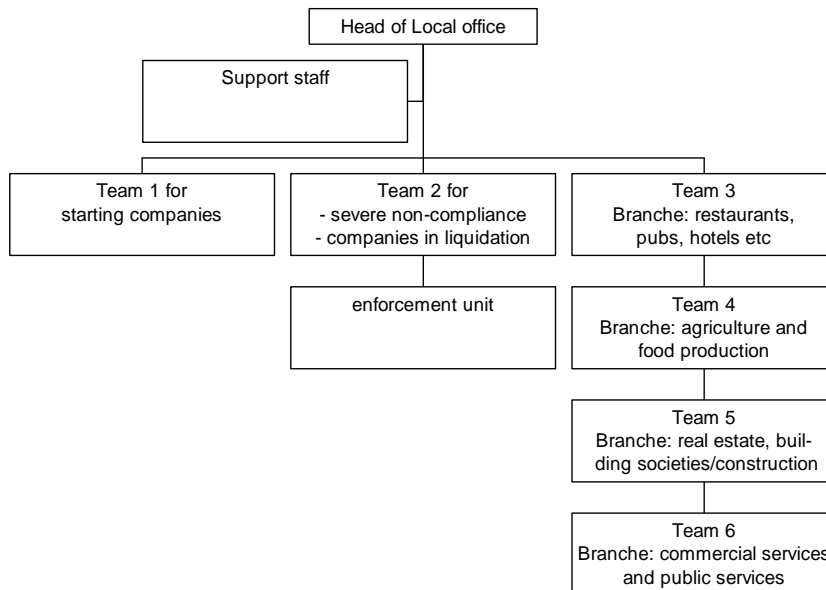 Head of Local office
Support staff
Team 1 for
starting companies
Team 2 for
- severe non-compliance
- companies in liquidation
Team 3
Branche: restaurants,
pubs, hotels etc
enforcement unit
Team 4
Branche: agriculture and
food production
Team 5
Branche: real estate, buil-
ding societies/construction
Team 6
Branche: commercial services
and public services